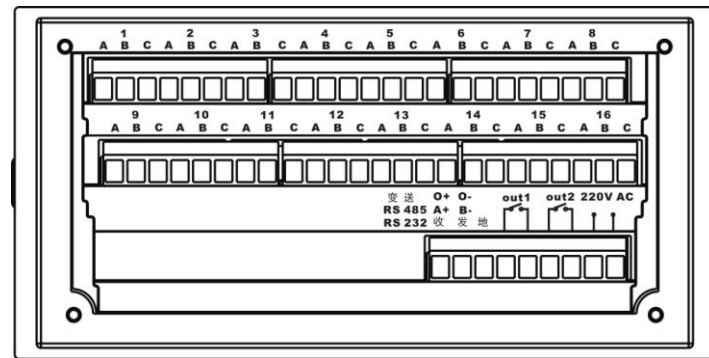 1 2 3 4 5 6 7 8
A B C A B C A B C A B C A B C A B C A B C A B C
9 10 11 12 13 14 15 16
A B C A B C A B C A B C A B C A B C A B C A B C
变 送 O+ O- out1 out2 220V AC
RS 485 A+ B-
RS 232 收 发 地